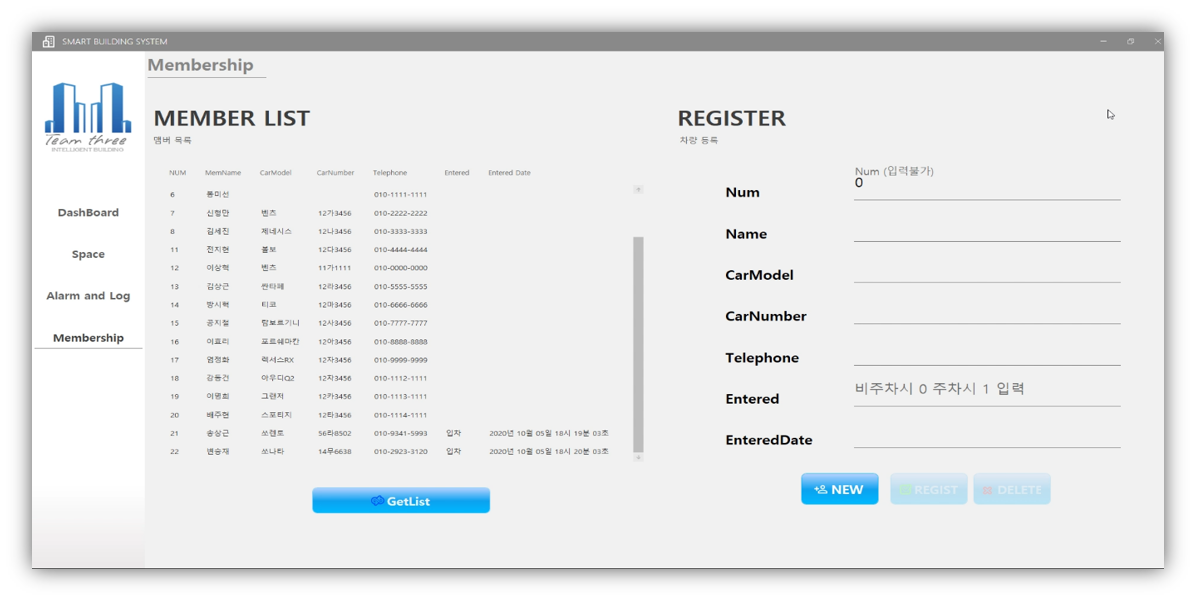 SMART BUILDING SYSTEM
Team three
INTELLIGENT BUILDING
DashBoard
Space
Alarm and Log
Membership
Membership
MEMBER LIST
멤버 목록
NUM MemName CarModel CarNumber Telephone Entered Entered Date
6 봉미선 010-1111-1111
7 신형만 벤츠 12가3456 010-2222-2222
8 김세진 제네시스 12나3456 010-3333-3333
11 전지현 볼보 12다3456 010-4444-4444
12 이상혁 벤츠 11가1111 010-0000-0000
13 김상근 싼타페 12라3456 010-5555-5555
14 방시혁 티코 12마3456 010-6666-6666
15 공지철 람보르기니 12사3456 010-7777-7777
16 이효리 포르쉐마칸 12아3456 010-8888-8888
17 엄정화 렉서스RX 12자3456 010-9999-9999
18 강동건 아우디Q2 12차3456 010-1112-1111
19 이영희 그랜저 12카3456 010-1113-1111
20 배주현 스포티지 12타3456 010-1114-1111
21 송상근 쏘렌토 56라8502 010-9341-5993 입차 2020년 10월 05일 18시 19분 03초
22 변승재 쏘나타 14무6638 010-2923-3120 입차 2020년 10월 05일 18시 20분 03초
GetList
REGISTER
차량 등록
Num (입력불가)
Num 0
Name
CarModel
CarNumber
Telephone
Entered 비주차시 0 주차시 1 입력
EnteredDate
NEW REGIST DELETE